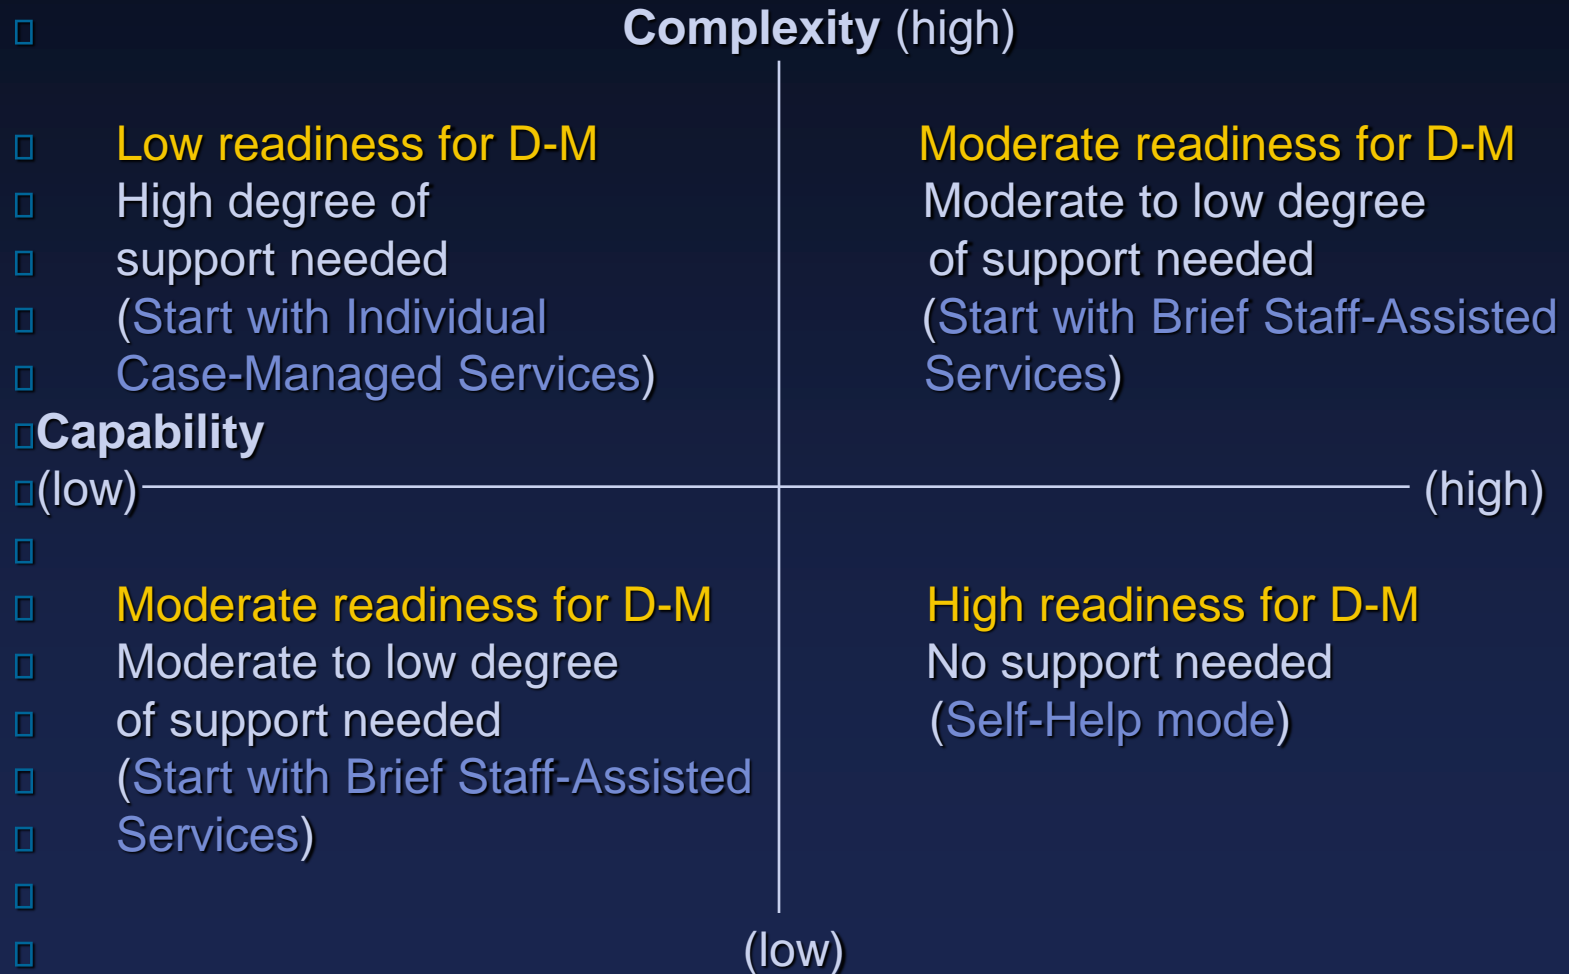 Complexity (high)
Low readiness for D-M Moderate readiness for D-M
High degree of Moderate to low degree
support needed of support needed
(Start with Individual (Start with Brief Staff-Assisted
Case-Managed Services) Services)
Capability
(low) (high)
Moderate readiness for D-M High readiness for D-M
Moderate to low degree No support needed
of support needed (Self-Help mode)
(Start with Brief Staff-Assisted
Services)
(low)